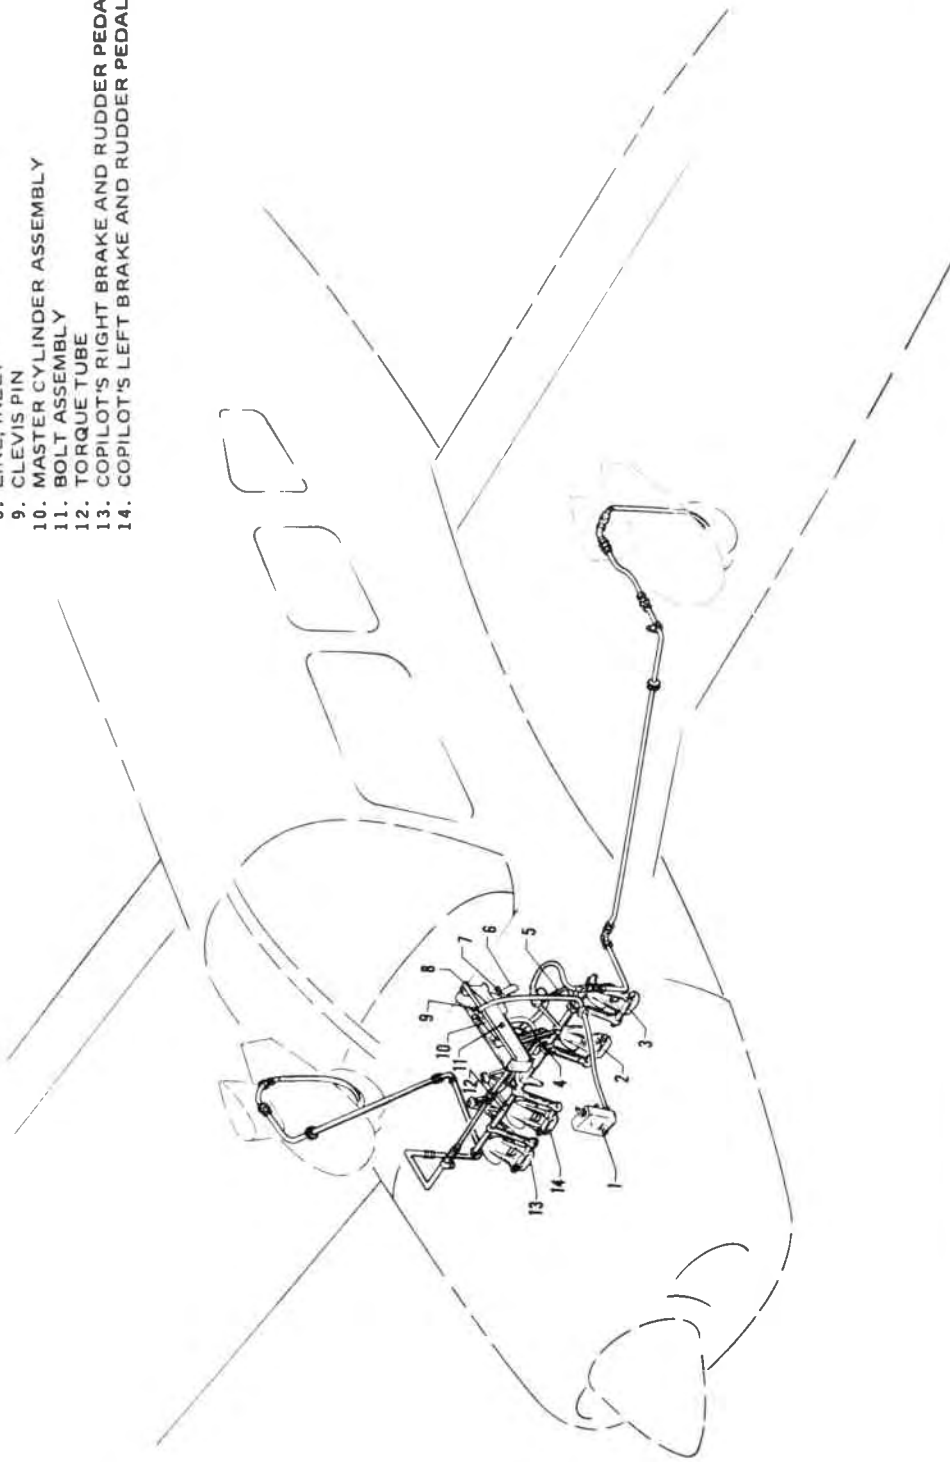 9. CLEVIS PIN
10. MASTER CYLINDER ASSEMBLY
11. BOLT ASSEMBLY
12. TORQUE TUBE
13. COPILOT'S RIGHT BRAKE AND RUDDER PEDA
14. COPILOT'S LEFT BRAKE AND RUDDER PEDAL
1
2
3
4
5
6
7
8
9
10
11
12
13
14